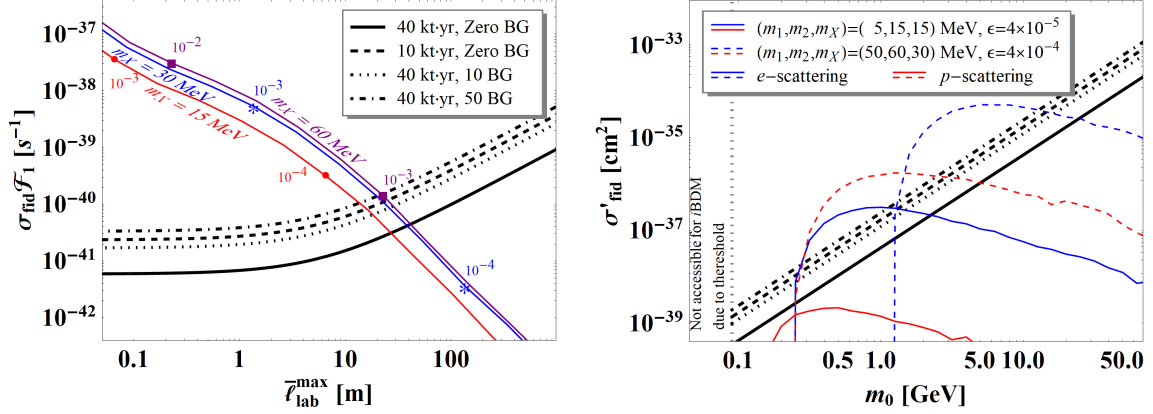 σ_fid 𝓕_1 [s^-1]
10^-37
10^-38
10^-39
10^-40
10^-41
10^-42
10^-2
10^-3
10^-3
10^-4
10^-3
10^-4
m_X = 30 MeV
m_X = 15 MeV
m_X = 60 MeV
40 kt·yr, Zero BG
10 kt·yr, Zero BG
40 kt·yr, 10 BG
40 kt·yr, 50 BG
0.1
1
10
100
ℓ̅_lab^max [m]
σ'_fid [cm^2]
10^-33
10^-35
10^-37
10^-39
(m_1,m_2,m_X)=( 5,15,15) MeV, ϵ=4×10^-5
(m_1,m_2,m_X)=(50,60,30) MeV, ϵ=4×10^-4
e-scattering
p-scattering
Not accessible for iBDM
due to thereshold
0.1
0.5
1.0
5.0
10.0
50.0
m_0 [GeV]